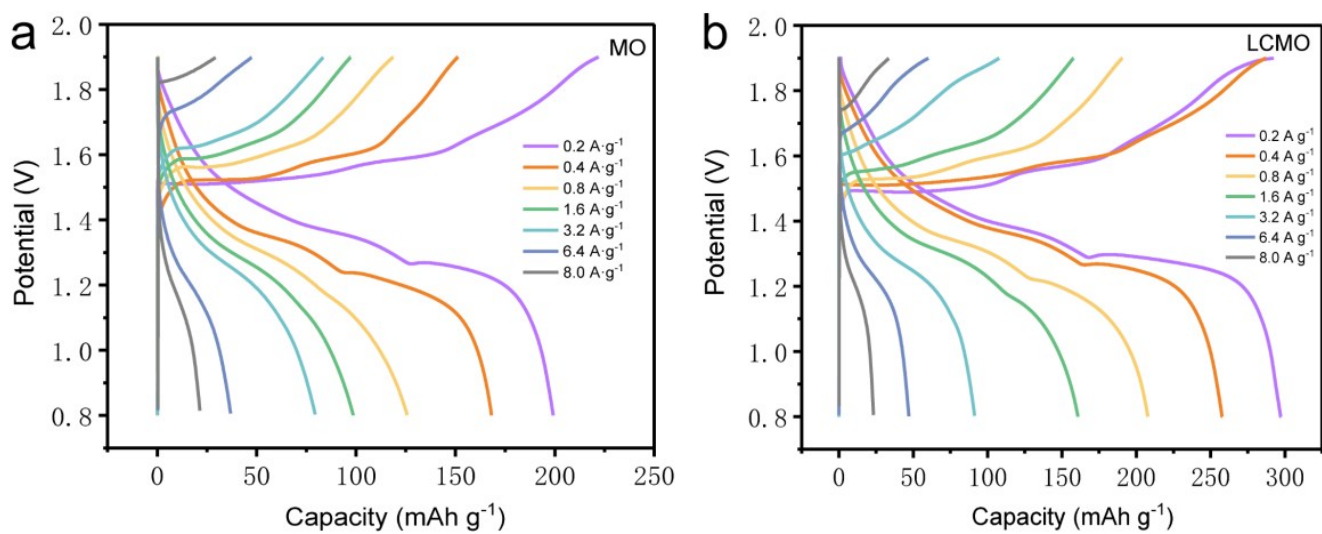 a
MO
2.0
1.8
1.6
1.4
1.2
1.0
0.8
Potential (V)
0.2 A·g⁻¹
0.4 A·g⁻¹
0.8 A·g⁻¹
1.6 A·g⁻¹
3.2 A·g⁻¹
6.4 A·g⁻¹
8.0 A·g⁻¹
0 50 100 150 200 250
Capacity (mAh g⁻¹)
b
LCMO
2.0
1.8
1.6
1.4
1.2
1.0
0.8
Potential (V)
0.2 A g⁻¹
0.4 A g⁻¹
0.8 A g⁻¹
1.6 A g⁻¹
3.2 A g⁻¹
6.4 A g⁻¹
8.0 A g⁻¹
0 50 100 150 200 250 300
Capacity (mAh g⁻¹)